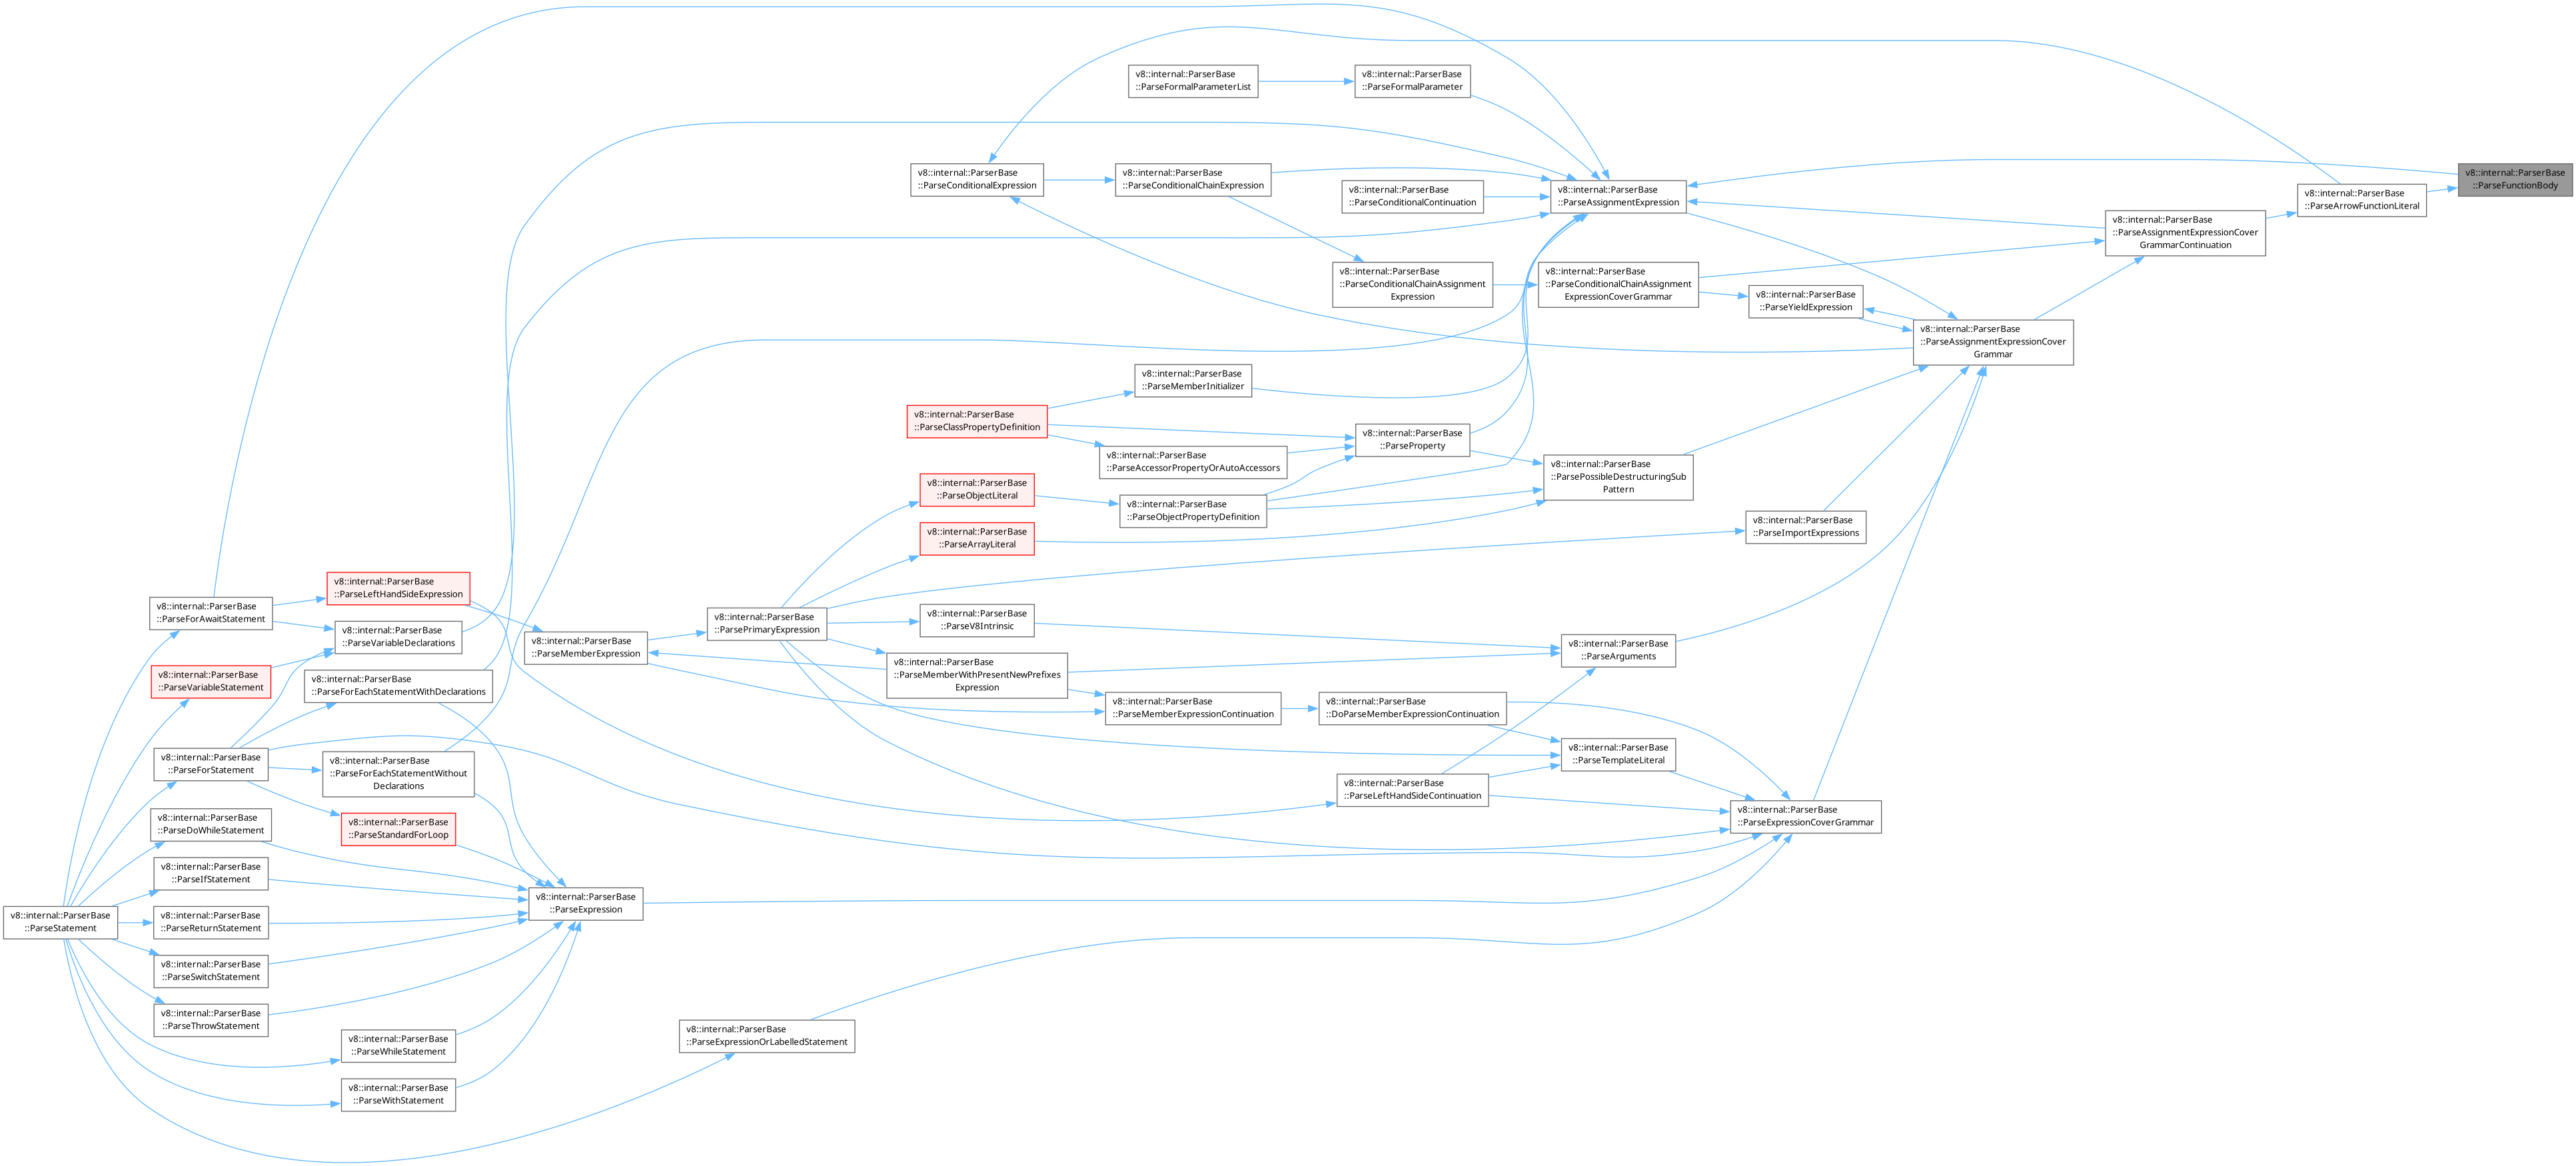 v8::internal::ParserBase
::ParseFormalParameterList
v8::internal::ParserBase
::ParseFormalParameter
v8::internal::ParserBase
::ParseConditionalExpression
v8::internal::ParserBase
::ParseConditionalChainExpression
v8::internal::ParserBase
::ParseConditionalContinuation
v8::internal::ParserBase
::ParseAssignmentExpression
v8::internal::ParserBase
::ParseFunctionBody
v8::internal::ParserBase
::ParseArrowFunctionLiteral
v8::internal::ParserBase
::ParseAssignmentExpressionCover
GrammarContinuation
v8::internal::ParserBase
::ParseConditionalChainAssignment
Expression
v8::internal::ParserBase
::ParseConditionalChainAssignment
ExpressionCoverGrammar
v8::internal::ParserBase
::ParseYieldExpression
v8::internal::ParserBase
::ParseAssignmentExpressionCover
Grammar
v8::internal::ParserBase
::ParseMemberInitializer
v8::internal::ParserBase
::ParseClassPropertyDefinition
v8::internal::ParserBase
::ParseAccessorPropertyOrAutoAccessors
v8::internal::ParserBase
::ParseProperty
v8::internal::ParserBase
::ParsePossibleDestructuringSub
Pattern
v8::internal::ParserBase
::ParseObjectLiteral
v8::internal::ParserBase
::ParseObjectPropertyDefinition
v8::internal::ParserBase
::ParseArrayLiteral
v8::internal::ParserBase
::ParseImportExpressions
v8::internal::ParserBase
::ParseLeftHandSideExpression
v8::internal::ParserBase
::ParseForAwaitStatement
v8::internal::ParserBase
::ParseVariableDeclarations
v8::internal::ParserBase
::ParseMemberExpression
v8::internal::ParserBase
::ParsePrimaryExpression
v8::internal::ParserBase
::ParseV8Intrinsic
v8::internal::ParserBase
::ParseArguments
v8::internal::ParserBase
::ParseVariableStatement
v8::internal::ParserBase
::ParseForEachStatementWithDeclarations
v8::internal::ParserBase
::ParseMemberWithPresentNewPrefixes
Expression
v8::internal::ParserBase
::ParseMemberExpressionContinuation
v8::internal::ParserBase
::DoParseMemberExpressionContinuation
v8::internal::ParserBase
::ParseForStatement
v8::internal::ParserBase
::ParseForEachStatementWithout
Declarations
v8::internal::ParserBase
::ParseTemplateLiteral
v8::internal::ParserBase
::ParseLeftHandSideContinuation
v8::internal::ParserBase
::ParseExpressionCoverGrammar
v8::internal::ParserBase
::ParseDoWhileStatement
v8::internal::ParserBase
::ParseStandardForLoop
v8::internal::ParserBase
::ParseIfStatement
v8::internal::ParserBase
::ParseStatement
v8::internal::ParserBase
::ParseReturnStatement
v8::internal::ParserBase
::ParseExpression
v8::internal::ParserBase
::ParseSwitchStatement
v8::internal::ParserBase
::ParseThrowStatement
v8::internal::ParserBase
::ParseWhileStatement
v8::internal::ParserBase
::ParseExpressionOrLabelledStatement
v8::internal::ParserBase
::ParseWithStatement